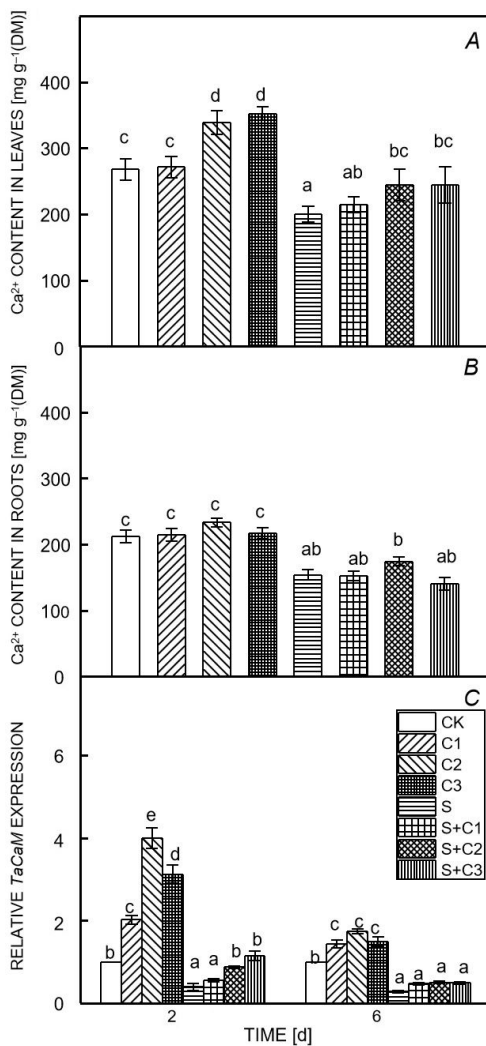 A
Ca²⁺ CONTENT IN LEAVES [mg g⁻¹(DM)]
400
300
200
100
0
c c d d a ab bc bc
B
Ca²⁺ CONTENT IN ROOTS [mg g⁻¹(DM)]
400
300
200
100
0
c c c c ab ab b ab
C
RELATIVE TaCaM EXPRESSION
6
4
2
0
CK
C1
C2
C3
S
S+C1
S+C2
S+C3
b c e d a a b b
b c c c a a a a
2 6
TIME [d]